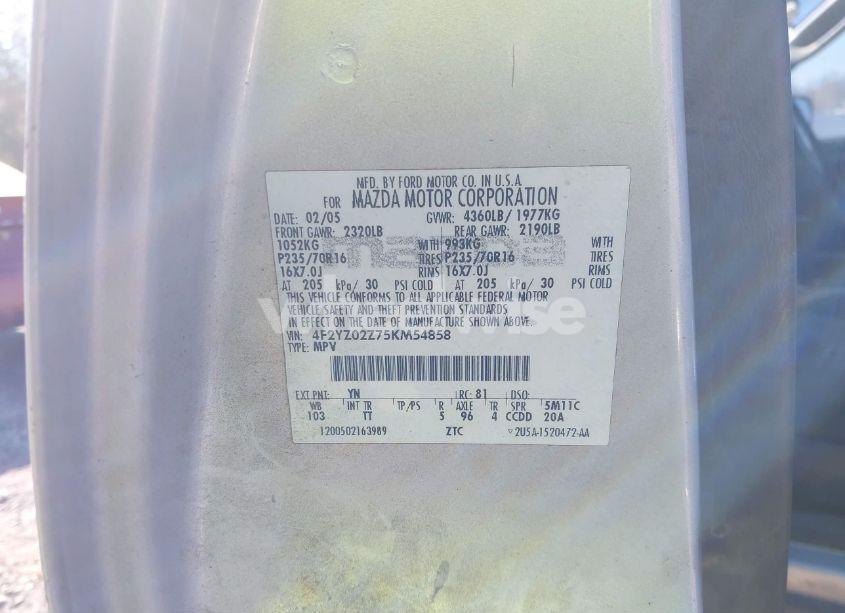 MFD. BY FORD MOTOR CO. IN U.S.A.
FOR MAZDA MOTOR CORPORATION
DATE: 02/05 GVWR: 4360LB/ 1977KG
FRONT GAWR: 2320LB REAR GAWR: 2190LB
1052KG WITH 993KG WITH
P235/70R16 TIRES P235/70R16 TIRES
16X7.0J RIMS 16X7.0J RIMS
AT 205 kPa/ 30 PSI COLD AT 205 kPa/ 30 PSI COLD
THIS VEHICLE CONFORMS TO ALL APPLICABLE FEDERAL MOTOR
VEHICLE SAFETY AND THEFT PREVENTION STANDARDS
IN EFFECT ON THE DATE OF MANUFACTURE SHOWN ABOVE.
VIN: 4F2YZ02Z75KM54858
TYPE: MPV
EXT PNT: YN RC: 81 DSO:
WB INT TR TP/PS R AXLE TR SPR 5M11C
103 TT 5 96 4 CCDD 20A
1200502163989 ZTC 2U5A-1520472-AA